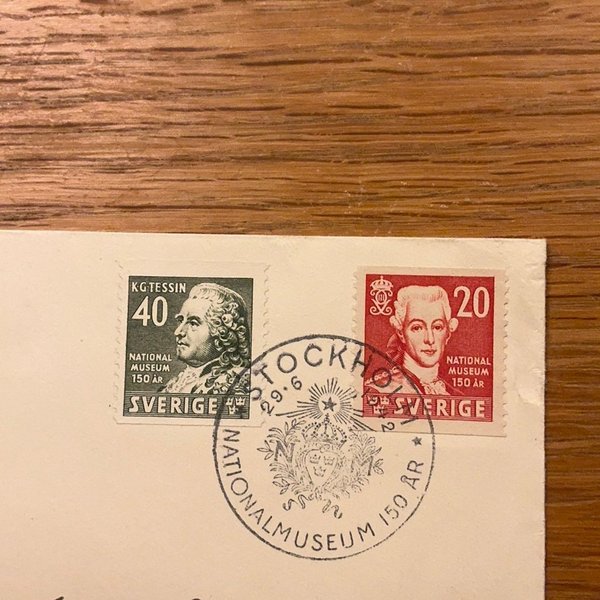 K.G.TESSIN
40
NATIONAL
MUSEUM
150 ÅR
SVERIGE
20
NATIONAL
MUSEUM
150 ÅR
SVERIGE
STOCKHOLM
29.6
N M
NATIONALMUSEUM 150 ÅR